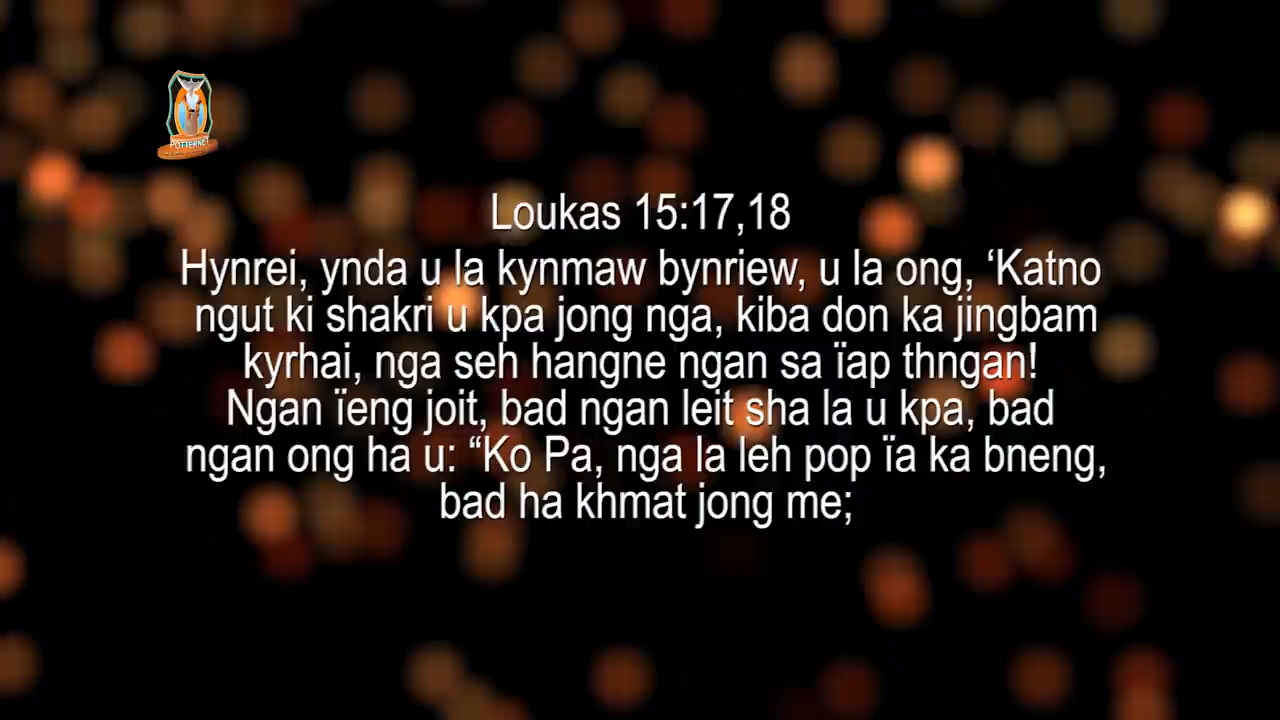 POTTERNET
Loukas 15:17,18
Hynrei, ynda u la kynmaw bynriew, u la ong, ‘Katno
ngut ki shakri u kpa jong nga, kiba don ka jingbam
kyrhai, nga seh hangne ngan sa ïap thngan!
Ngan ïeng joit, bad ngan leit sha la u kpa, bad
ngan ong ha u: “Ko Pa, nga la leh pop ïa ka bneng,
bad ha khmat jong me;